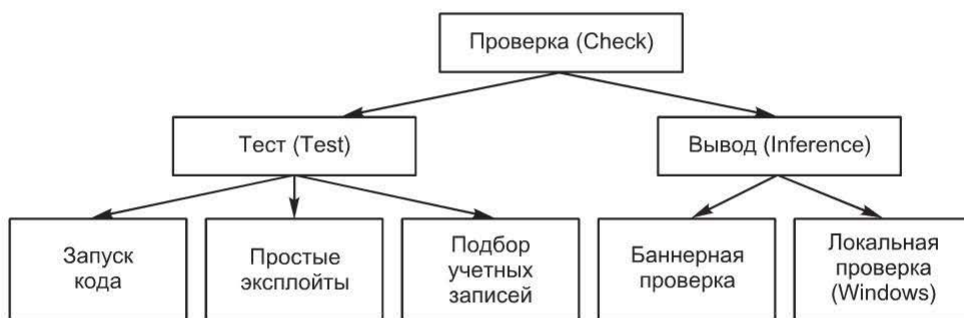 Проверка (Check)
Тест (Test)
Вывод (Inference)
Запуск
кода
Простые
эксплойты
Подбор
учетных
записей
Баннерная
проверка
Локальная
проверка
(Windows)